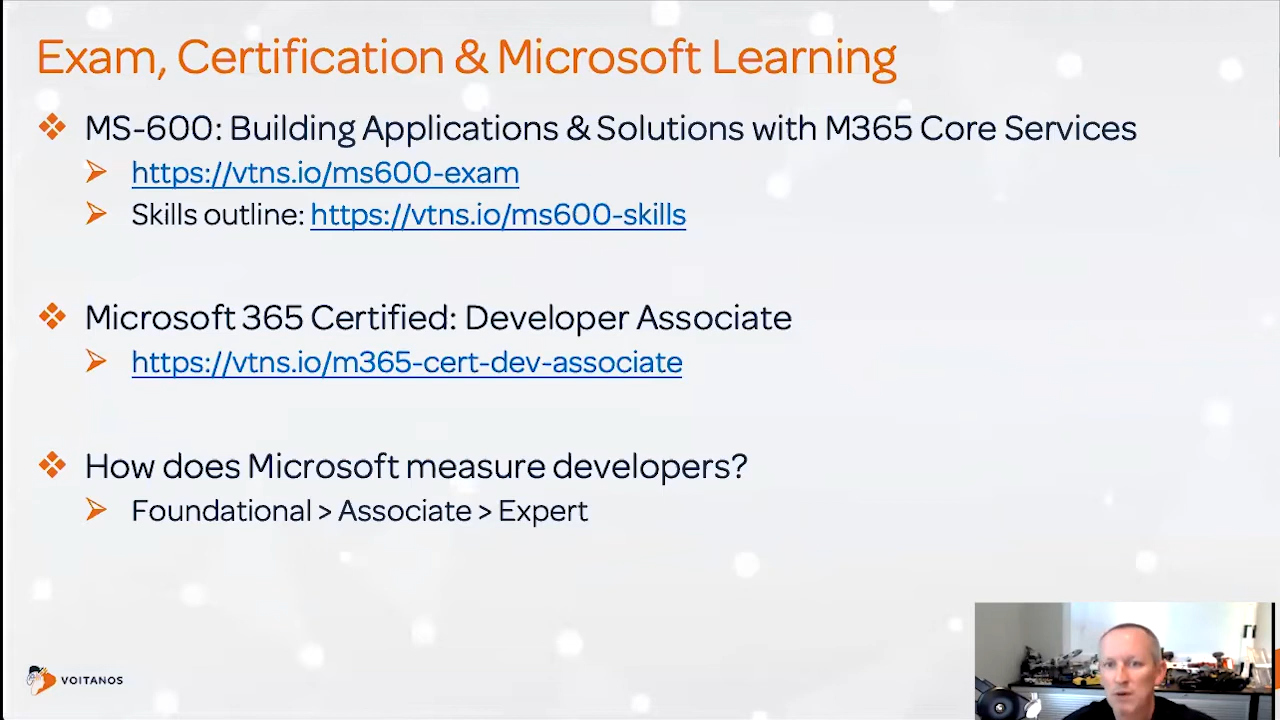 Exam, Certification & Microsoft Learning
MS-600: Building Applications & Solutions with M365 Core Services
https://vtns.io/ms600-exam
Skills outline: https://vtns.io/ms600-skills
Microsoft 365 Certified: Developer Associate
https://vtns.io/m365-cert-dev-associate
How does Microsoft measure developers?
Foundational > Associate > Expert
VOITANOS